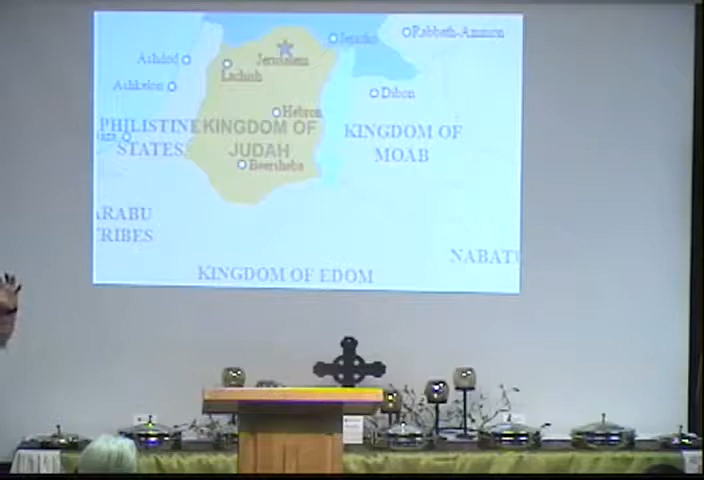 Rabbath-Ammon
Jericho
Jerusalem
Ashdod
Lachish
Ashkelon
Dibon
Hebron
PHILISTINE
STATES
KINGDOM OF
JUDAH
KINGDOM OF
MOAB
Beersheba
ARABU
TRIBES
NABATU
KINGDOM OF EDOM